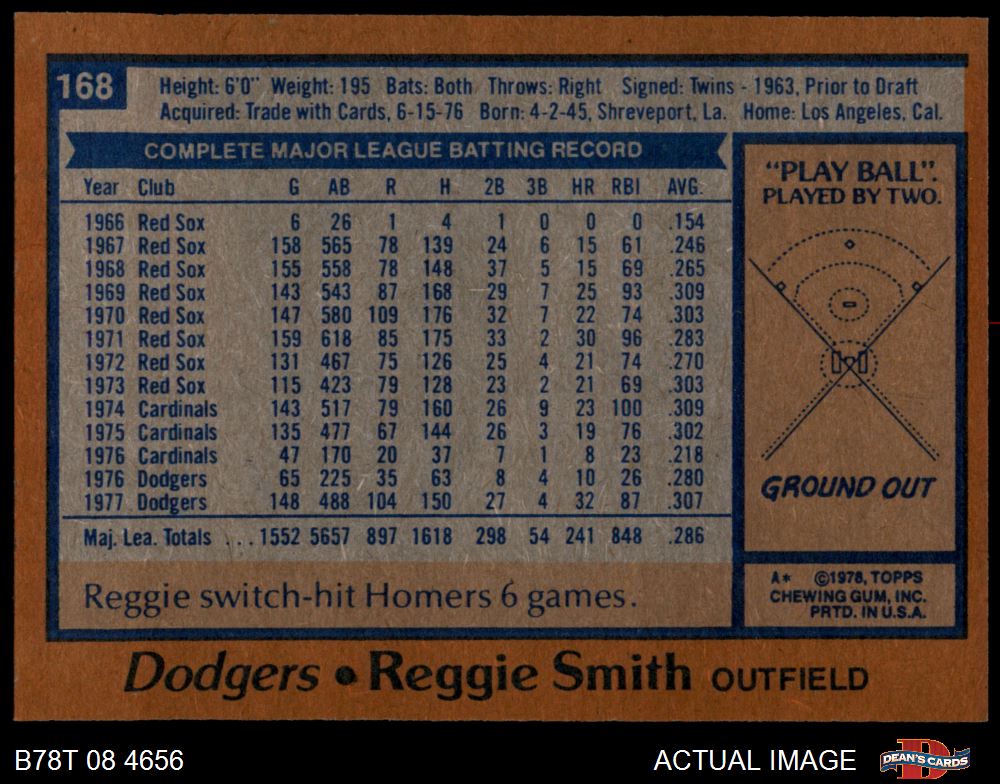 168
Height: 6'0" Weight: 195 Bats: Both Throws: Right Signed: Twins - 1963, Prior to Draft
Acquired: Trade with Cards, 6-15-76 Born: 4-2-45, Shreveport, La. Home: Los Angeles, Cal.
COMPLETE MAJOR LEAGUE BATTING RECORD
Year Club G AB R H 2B 3B HR RBI AVG.
1966 Red Sox 6 26 1 4 1 0 0 0 .154
1967 Red Sox 158 565 78 139 24 6 15 61 .246
1968 Red Sox 155 558 78 148 37 5 15 69 .265
1969 Red Sox 143 543 87 168 29 7 25 93 .309
1970 Red Sox 147 580 109 176 32 7 22 74 .303
1971 Red Sox 159 618 85 175 33 2 30 96 .283
1972 Red Sox 131 467 75 126 25 4 21 74 .270
1973 Red Sox 115 423 79 128 23 2 21 69 .303
1974 Cardinals 143 517 79 160 26 9 23 100 .309
1975 Cardinals 135 477 67 144 26 3 19 76 .302
1976 Cardinals 47 170 20 37 7 1 8 23 .218
1976 Dodgers 65 225 35 63 8 4 10 26 .280
1977 Dodgers 148 488 104 150 27 4 32 87 .307
Maj. Lea. Totals ... 1552 5657 897 1618 298 54 241 848 .286
Reggie switch-hit Homers 6 games.
"PLAY BALL".
PLAYED BY TWO.
GROUND OUT
A* ©1978, TOPPS
CHEWING GUM, INC.
PRTD. IN U.S.A.
Dodgers • Reggie Smith OUTFIELD
B78T 08 4656
ACTUAL IMAGE
D
DEAN'S CARDS